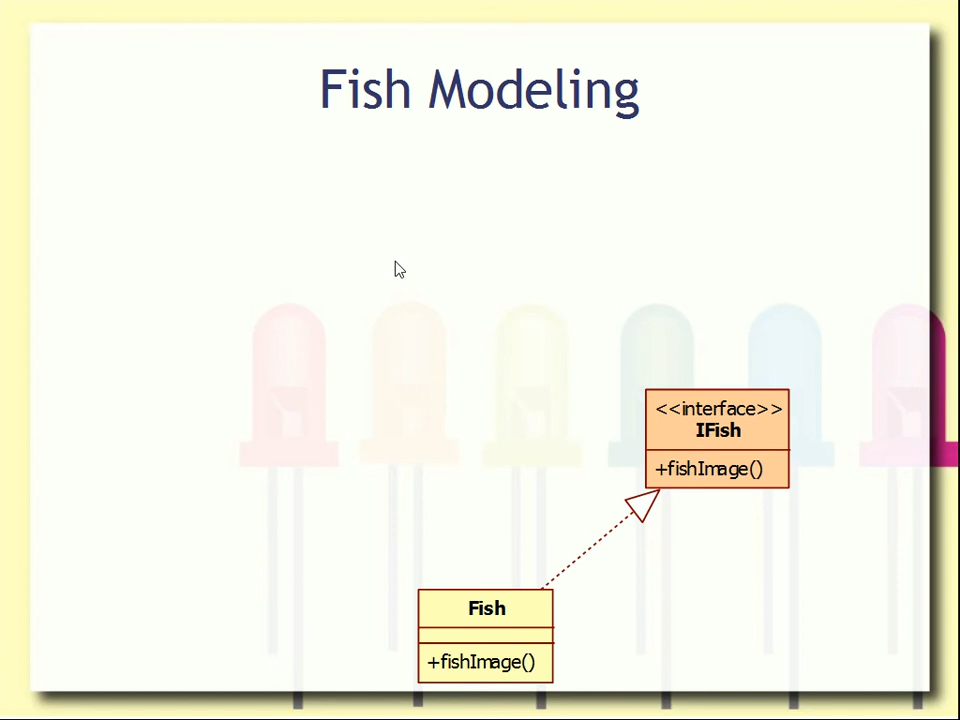 Fish Modeling
<<interface>>
IFish
+fishImage()
Fish
+fishImage()